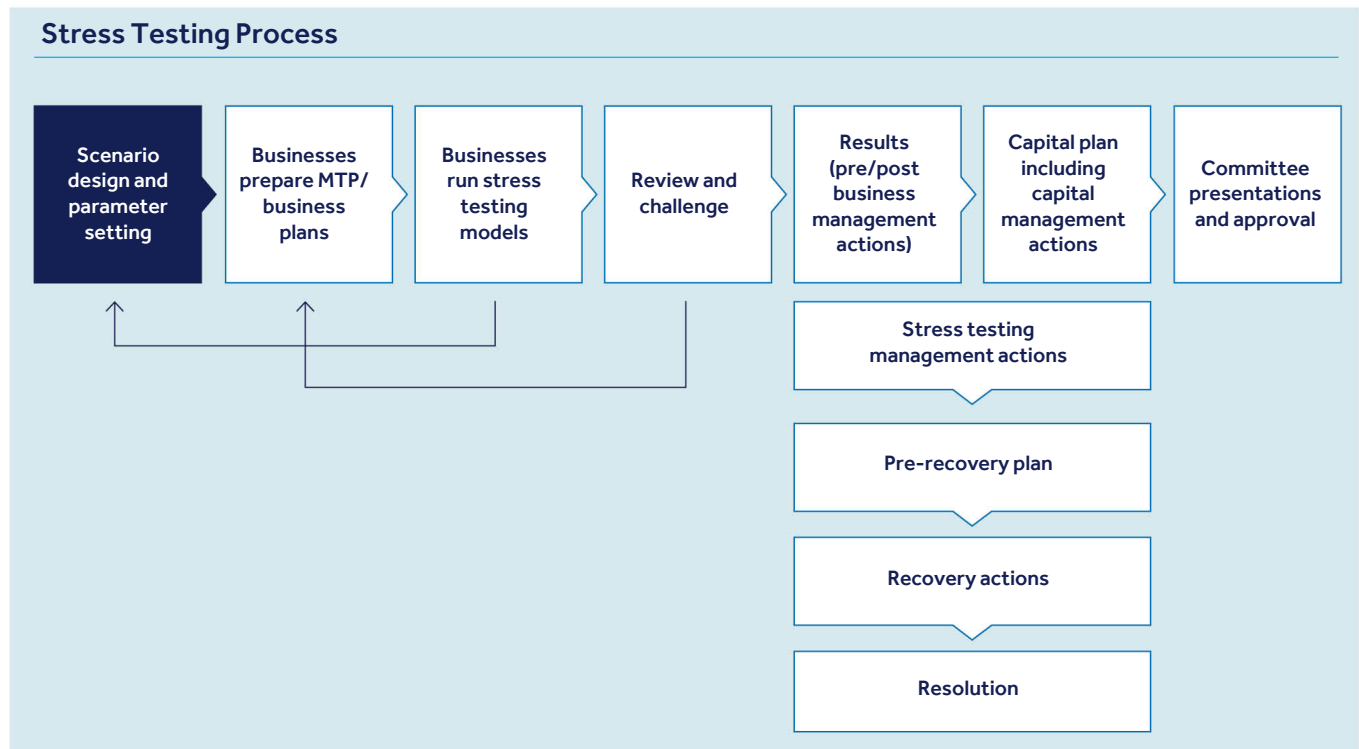 Stress Testing Process
Scenario
design and
parameter
setting
Businesses
prepare MTP/
business
plans
Businesses
run stress
testing
models
Review and
challenge
Results
(pre/post
business
management
actions)
Capital plan
including
capital
management
actions
Committee
presentations
and approval
Stress testing
management actions
Pre-recovery plan
Recovery actions
Resolution